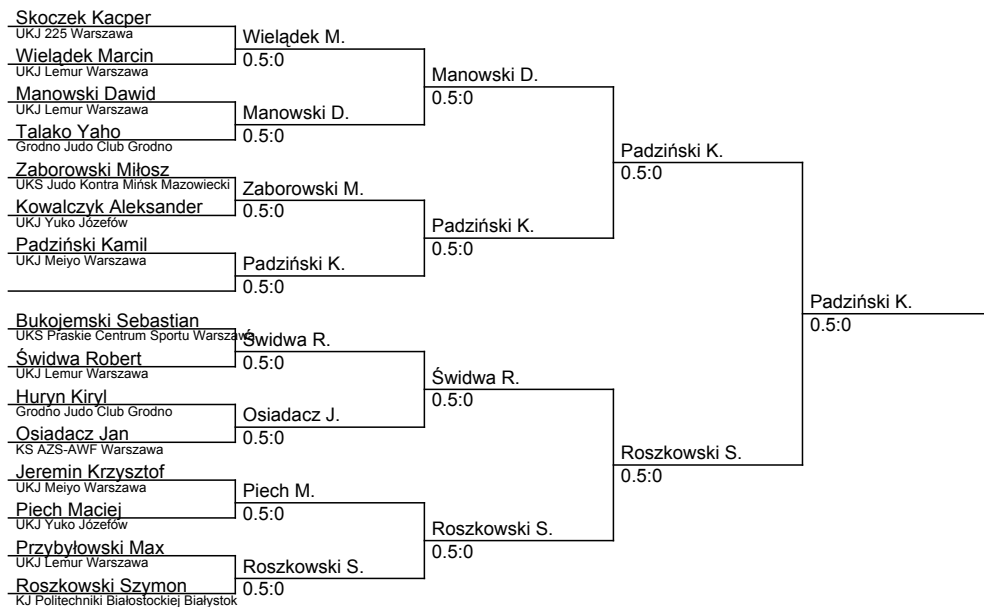 Skoczek Kacper
UKJ 225 Warszawa
Wielądek Marcin
UKJ Lemur Warszawa
Manowski Dawid
UKJ Lemur Warszawa
Talako Yaho
Grodno Judo Club Grodno
Zaborowski Miłosz
UKS Judo Kontra Mińsk Mazowiecki
Kowalczyk Aleksander
UKJ Yuko Józefów
Padziński Kamil
UKJ Meiyo Warszawa
Bukojemski Sebastian
UKS Praskie Centrum Sportu Warszawa
Świdwa Robert
UKJ Lemur Warszawa
Huryn Kiryl
Grodno Judo Club Grodno
Osiadacz Jan
KS AZS-AWF Warszawa
Jeremin Krzysztof
UKJ Meiyo Warszawa
Piech Maciej
UKJ Yuko Józefów
Przybyłowski Max
UKJ Lemur Warszawa
Roszkowski Szymon
KJ Politechniki Białostockiej Białystok
Wielądek M.
0.5:0
Manowski D.
0.5:0
Zaborowski M.
0.5:0
Padziński K.
0.5:0
Świdwa R.
0.5:0
Osiadacz J.
0.5:0
Piech M.
0.5:0
Roszkowski S.
0.5:0
Manowski D.
0.5:0
Padziński K.
0.5:0
Świdwa R.
0.5:0
Roszkowski S.
0.5:0
Padziński K.
0.5:0
Roszkowski S.
0.5:0
Padziński K.
0.5:0